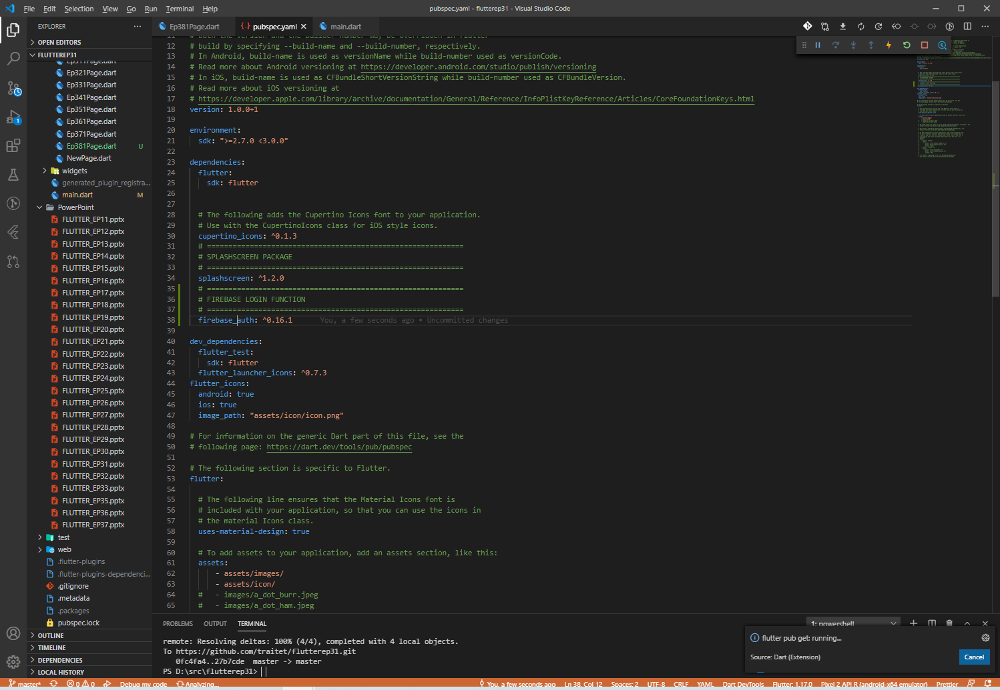 File Edit Selection View Go Run Terminal Help
pubspec.yaml - flutterep31 - Visual Studio Code
EXPLORER
OPEN EDITORS
FLUTTEREP31
Ep311Page.dart
Ep321Page.dart
Ep331Page.dart
Ep341Page.dart
Ep351Page.dart
Ep361Page.dart
Ep371Page.dart
Ep381Page.dart U
NewPage.dart
widgets
generated_plugin_registra...
main.dart M
PowerPoint
FLUTTER_EP11.pptx
FLUTTER_EP12.pptx
FLUTTER_EP13.pptx
FLUTTER_EP14.pptx
FLUTTER_EP15.pptx
FLUTTER_EP16.pptx
FLUTTER_EP17.pptx
FLUTTER_EP18.pptx
FLUTTER_EP19.pptx
FLUTTER_EP20.pptx
FLUTTER_EP21.pptx
FLUTTER_EP22.pptx
FLUTTER_EP23.pptx
FLUTTER_EP24.pptx
FLUTTER_EP25.pptx
FLUTTER_EP26.pptx
FLUTTER_EP27.pptx
FLUTTER_EP28.pptx
FLUTTER_EP29.pptx
FLUTTER_EP30.pptx
FLUTTER_EP31.pptx
FLUTTER_EP32.pptx
FLUTTER_EP33.pptx
FLUTTER_EP35.pptx
FLUTTER_EP36.pptx
FLUTTER_EP37.pptx
test
web
.flutter-plugins
.flutter-plugins-dependenci...
.gitignore
.metadata
.packages
pubspec.lock
OUTLINE
TIMELINE
DEPENDENCIES
LOCAL HISTORY
1
Ep381Page.dart pubspec.yaml main.dart
11 # both the version and the builder number may be overridden in Flutter
12 # build by specifying --build-name and --build-number, respectively.
13 # In Android, build-name is used as versionName while build-number used as versionCode.
14 # Read more about Android versioning at https://developer.android.com/studio/publish/versioning
15 # In iOS, build-name is used as CFBundleShortVersionString while build-number used as CFBundleVersion.
16 # Read more about iOS versioning at
17 # https://developer.apple.com/library/archive/documentation/General/Reference/InfoPlistKeyReference/Articles/CoreFoundationKeys.html
18 version: 1.0.0+1
19
20 environment:
21 sdk: ">=2.7.0 <3.0.0"
22
23 dependencies:
24 flutter:
25 sdk: flutter
26
27
28 # The following adds the Cupertino Icons font to your application.
29 # Use with the CupertinoIcons class for iOS style icons.
30 cupertino_icons: ^0.1.3
31 # ============================================================
32 # SPLASHSCREEN PACKAGE
33 # ============================================================
34 splashscreen: ^1.2.0
35 # ============================================================
36 # FIREBASE LOGIN FUNCTION
37 # ============================================================
38 firebase_auth: ^0.16.1 You, a few seconds ago • Uncommitted changes
39
40 dev_dependencies:
41 flutter_test:
42 sdk: flutter
43 flutter_launcher_icons: ^0.7.3
44 flutter_icons:
45 android: true
46 ios: true
47 image_path: "assets/icon/icon.png"
48
49 # For information on the generic Dart part of this file, see the
50 # following page: https://dart.dev/tools/pub/pubspec
51
52 # The following section is specific to Flutter.
53 flutter:
54
55 # The following line ensures that the Material Icons font is
56 # included with your application, so that you can use the icons in
57 # the material Icons class.
58 uses-material-design: true
59
60 # To add assets to your application, add an assets section, like this:
61 assets:
62 - assets/images/
63 - assets/icon/
64 # - images/a_dot_burr.jpeg
65 # - images/a_dot_ham.jpeg
PROBLEMS OUTPUT TERMINAL
1: powershell
remote: Resolving deltas: 100% (4/4), completed with 4 local objects.
To https://github.com/traitet/flutterep31.git
0fc4fa4..27b7cde master -> master
PS D:\src\flutterep31>
flutter pub get: running...
Source: Dart (Extension)
Cancel
master* 0 0 Debug my code Analyzing... You, a few seconds ago Ln 38, Col 12 Spaces: 2 UTF-8 CRLF YAML Dart DevTools Flutter: 1.17.0 Pixel 2 API R (android-x64 emulator) Prettier